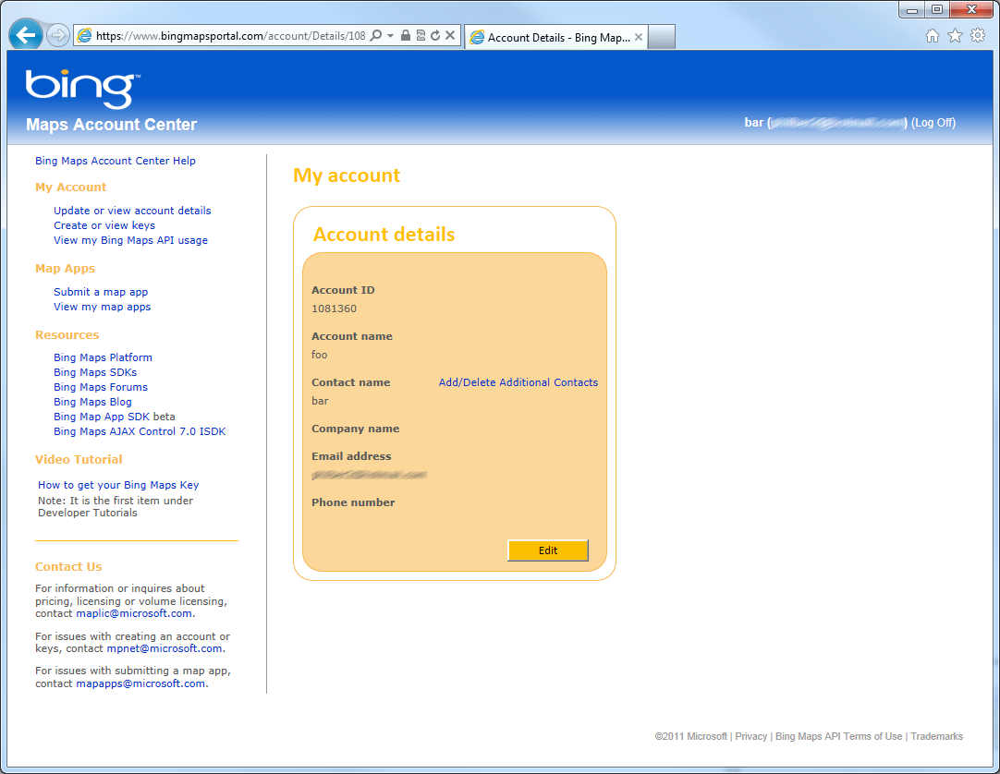 https://www.bingmapsportal.com/account/Details/108
Account Details - Bing Map...
bing™
Maps Account Center
bar ( ) (Log Off)
Bing Maps Account Center Help
My Account
Update or view account details
Create or view keys
View my Bing Maps API usage
Map Apps
Submit a map app
View my map apps
Resources
Bing Maps Platform
Bing Maps SDKs
Bing Maps Forums
Bing Maps Blog
Bing Map App SDK beta
Bing Maps AJAX Control 7.0 ISDK
Video Tutorial
How to get your Bing Maps Key
Note: It is the first item under
Developer Tutorials
Contact Us
For information or inquires about
pricing, licensing or volume licensing,
contact maplic@microsoft.com.
For issues with creating an account or
keys, contact mpnet@microsoft.com.
For issues with submitting a map app,
contact mapapps@microsoft.com.
My account
Account details
Account ID
1081360
Account name
foo
Contact name Add/Delete Additional Contacts
bar
Company name
Email address
Phone number
Edit
©2011 Microsoft | Privacy | Bing Maps API Terms of Use | Trademarks